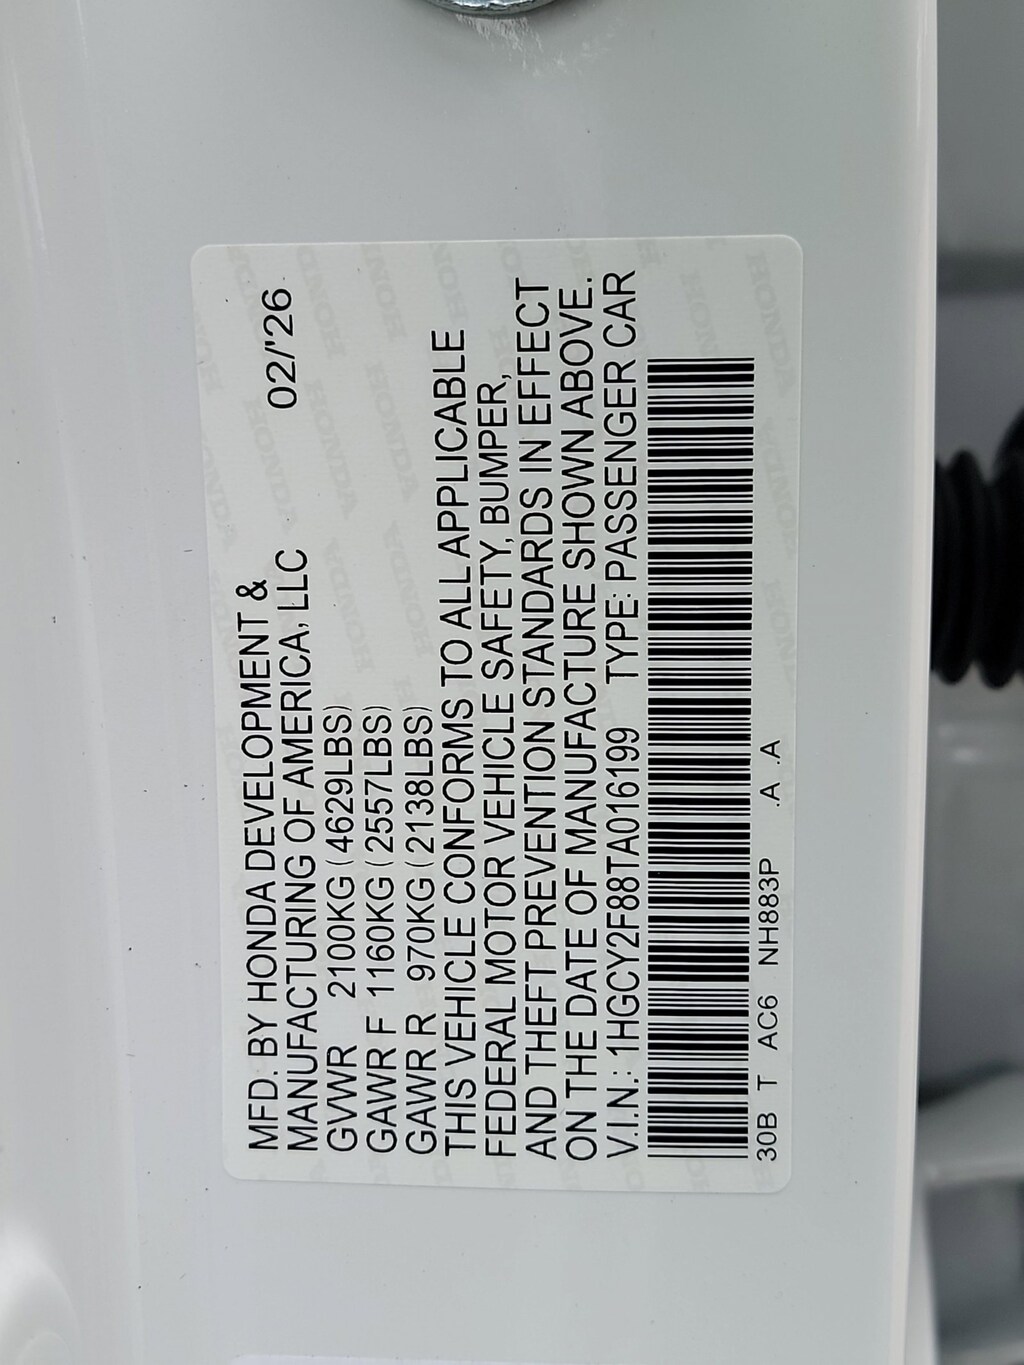 MFD. BY HONDA DEVELOPMENT &
MANUFACTURING OF AMERICA, LLC 02/'26
GVWR 2100KG (4629LBS)
GAWR F 1160KG (2557LBS)
GAWR R 970KG (2138LBS)
THIS VEHICLE CONFORMS TO ALL APPLICABLE
FEDERAL MOTOR VEHICLE SAFETY, BUMPER,
AND THEFT PREVENTION STANDARDS IN EFFECT
ON THE DATE OF MANUFACTURE SHOWN ABOVE.
V.I.N.: 1HGCY2F88TA016199 TYPE: PASSENGER CAR
30B T AC6 NH883P .A .A